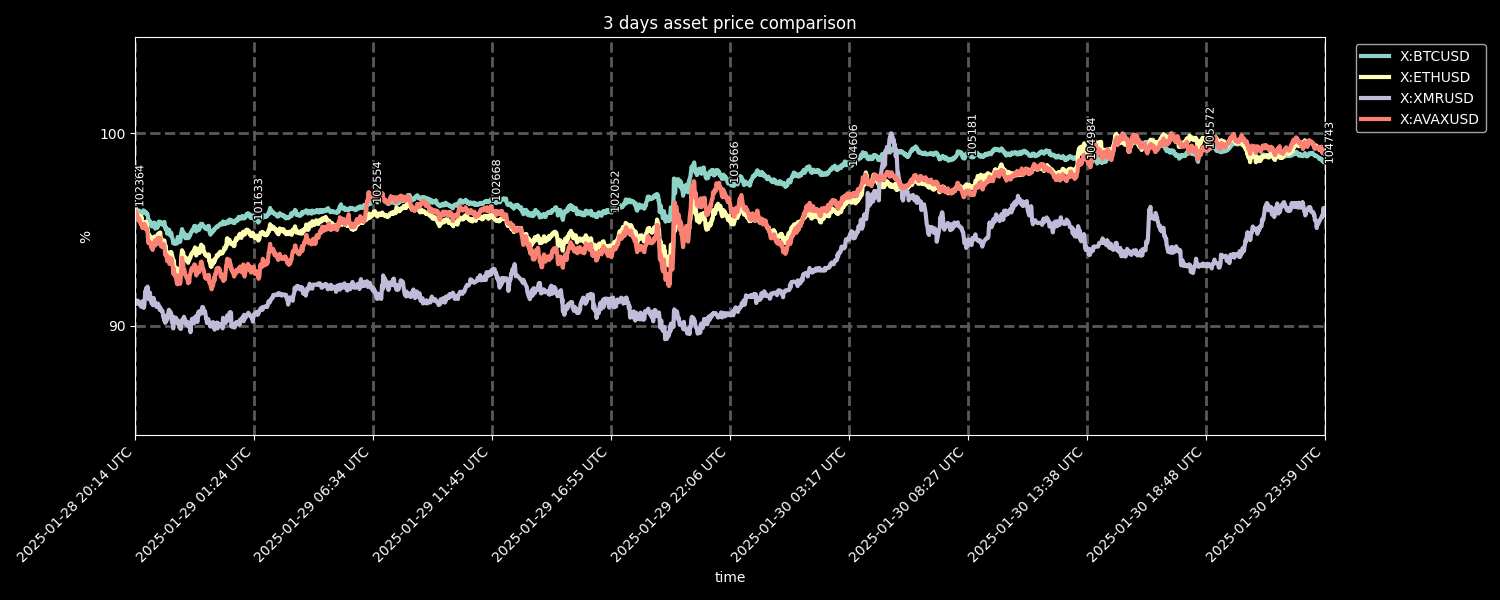 3 days asset price comparison
X:BTCUSD
X:ETHUSD
X:XMRUSD
X:AVAXUSD
100
90
%
102364
101633
102554
102668
102052
103666
104606
105181
104984
105572
104743
2025-01-28 20:14 UTC
2025-01-29 01:24 UTC
2025-01-29 06:34 UTC
2025-01-29 11:45 UTC
2025-01-29 16:55 UTC
2025-01-29 22:06 UTC
2025-01-30 03:17 UTC
2025-01-30 08:27 UTC
2025-01-30 13:38 UTC
2025-01-30 18:48 UTC
2025-01-30 23:59 UTC
time